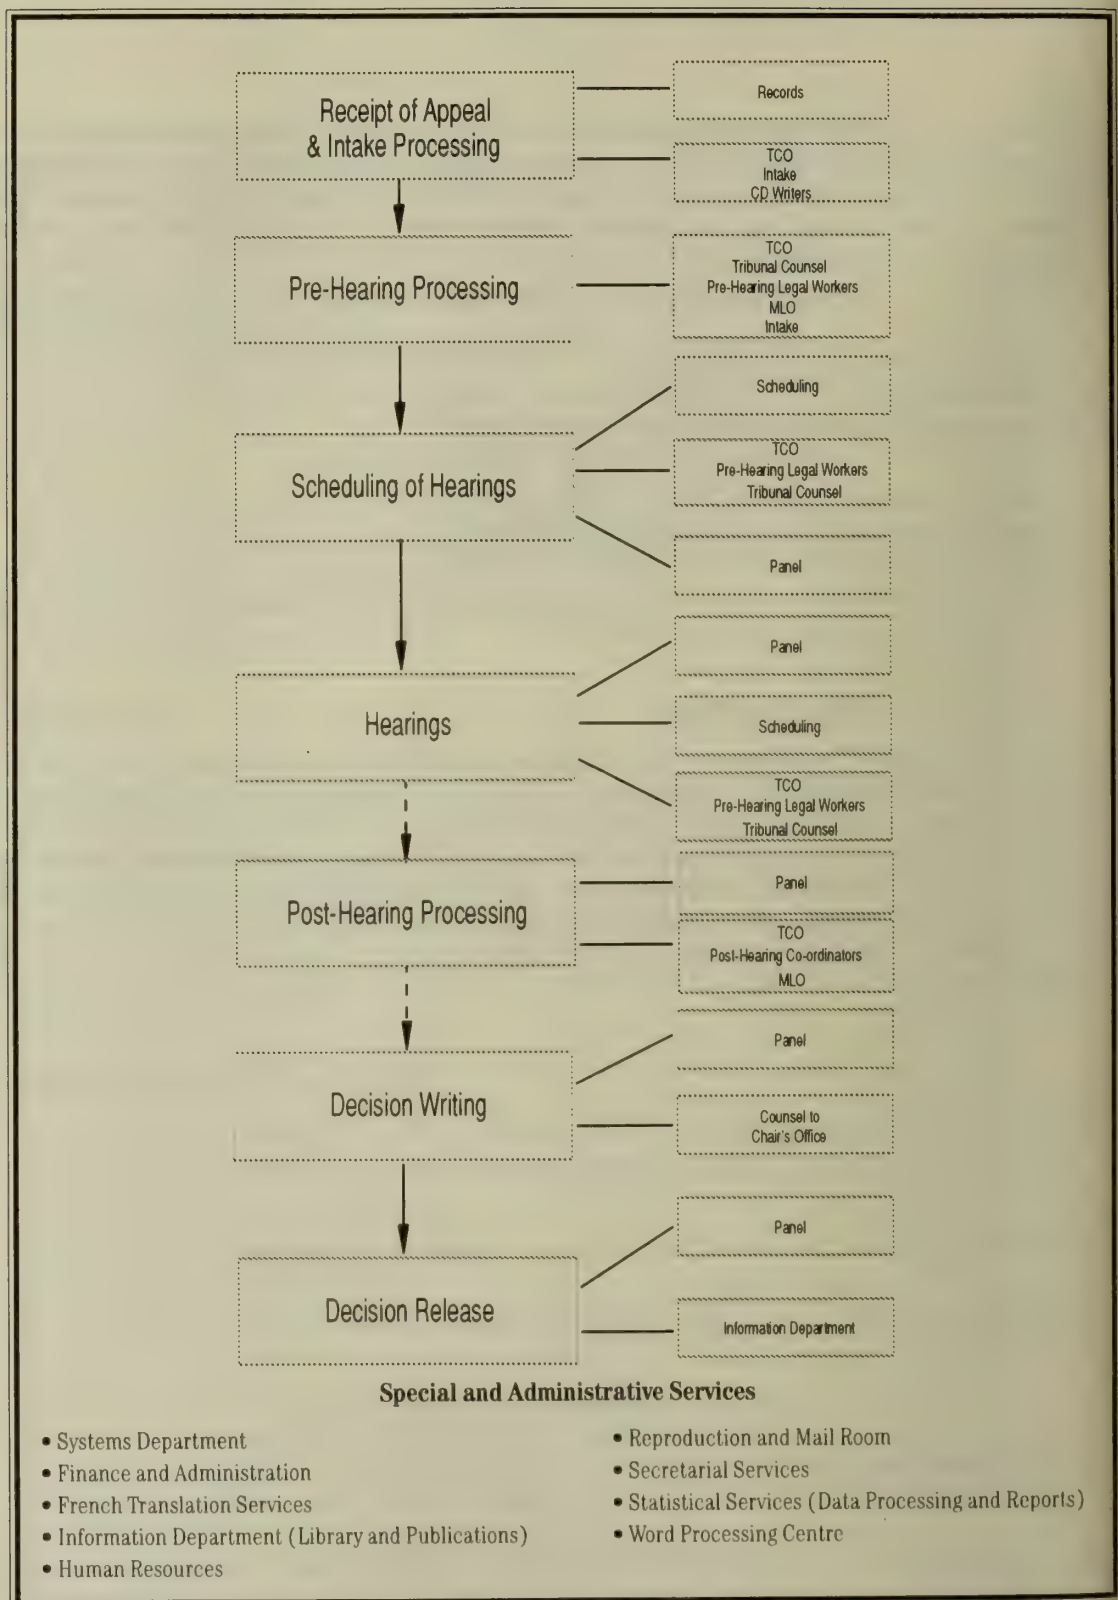 Receipt of Appeal
& Intake Processing
Records
TCO
Intake
CD Writers
Pre-Hearing Processing
TCO
Tribunal Counsel
Pre-Hearing Legal Workers
MLO
Intake
Scheduling of Hearings
Scheduling
TCO
Pre-Hearing Legal Workers
Tribunal Counsel
Panel
Hearings
Panel
Scheduling
TCO
Pre-Hearing Legal Workers
Tribunal Counsel
Post-Hearing Processing
Panel
TCO
Post-Hearing Co-ordinators
MLO
Decision Writing
Panel
Counsel to
Chair's Office
Decision Release
Panel
Information Department
Special and Administrative Services
• Systems Department
• Finance and Administration
• French Translation Services
• Information Department (Library and Publications)
• Human Resources
• Reproduction and Mail Room
• Secretarial Services
• Statistical Services (Data Processing and Reports)
• Word Processing Centre